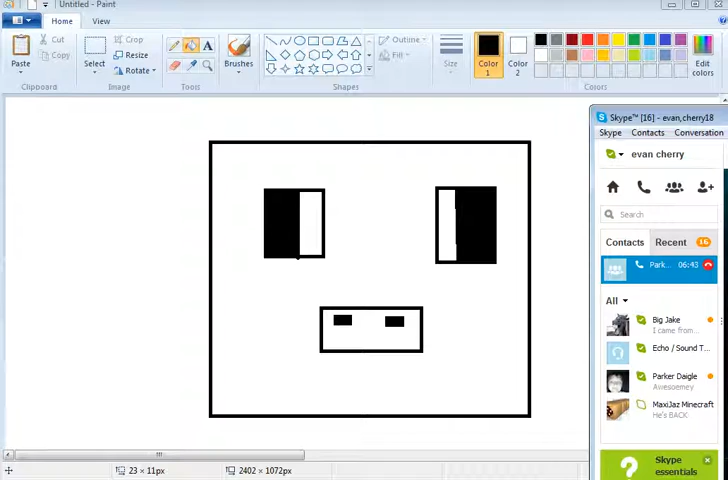 Untitled - Paint
Home View
Paste
Cut
Copy
Clipboard
Select
Crop
Resize
Rotate
Image
Tools
Brushes
Shapes
Outline
Fill
Size
Color 1
Color 2
Colors
Edit colors
Skype™ [16] - evan,cherry18
Skype Contacts Conversation
evan cherry
Search
Contacts Recent 16
Park... 06:43
All
Big Jake
I came from...
Echo / Sound T...
Parker Daigle
Awesoemey
MaxiJaz Minecraft
He's BACK
?
Skype essentials
23 × 11px
2402 × 1072px